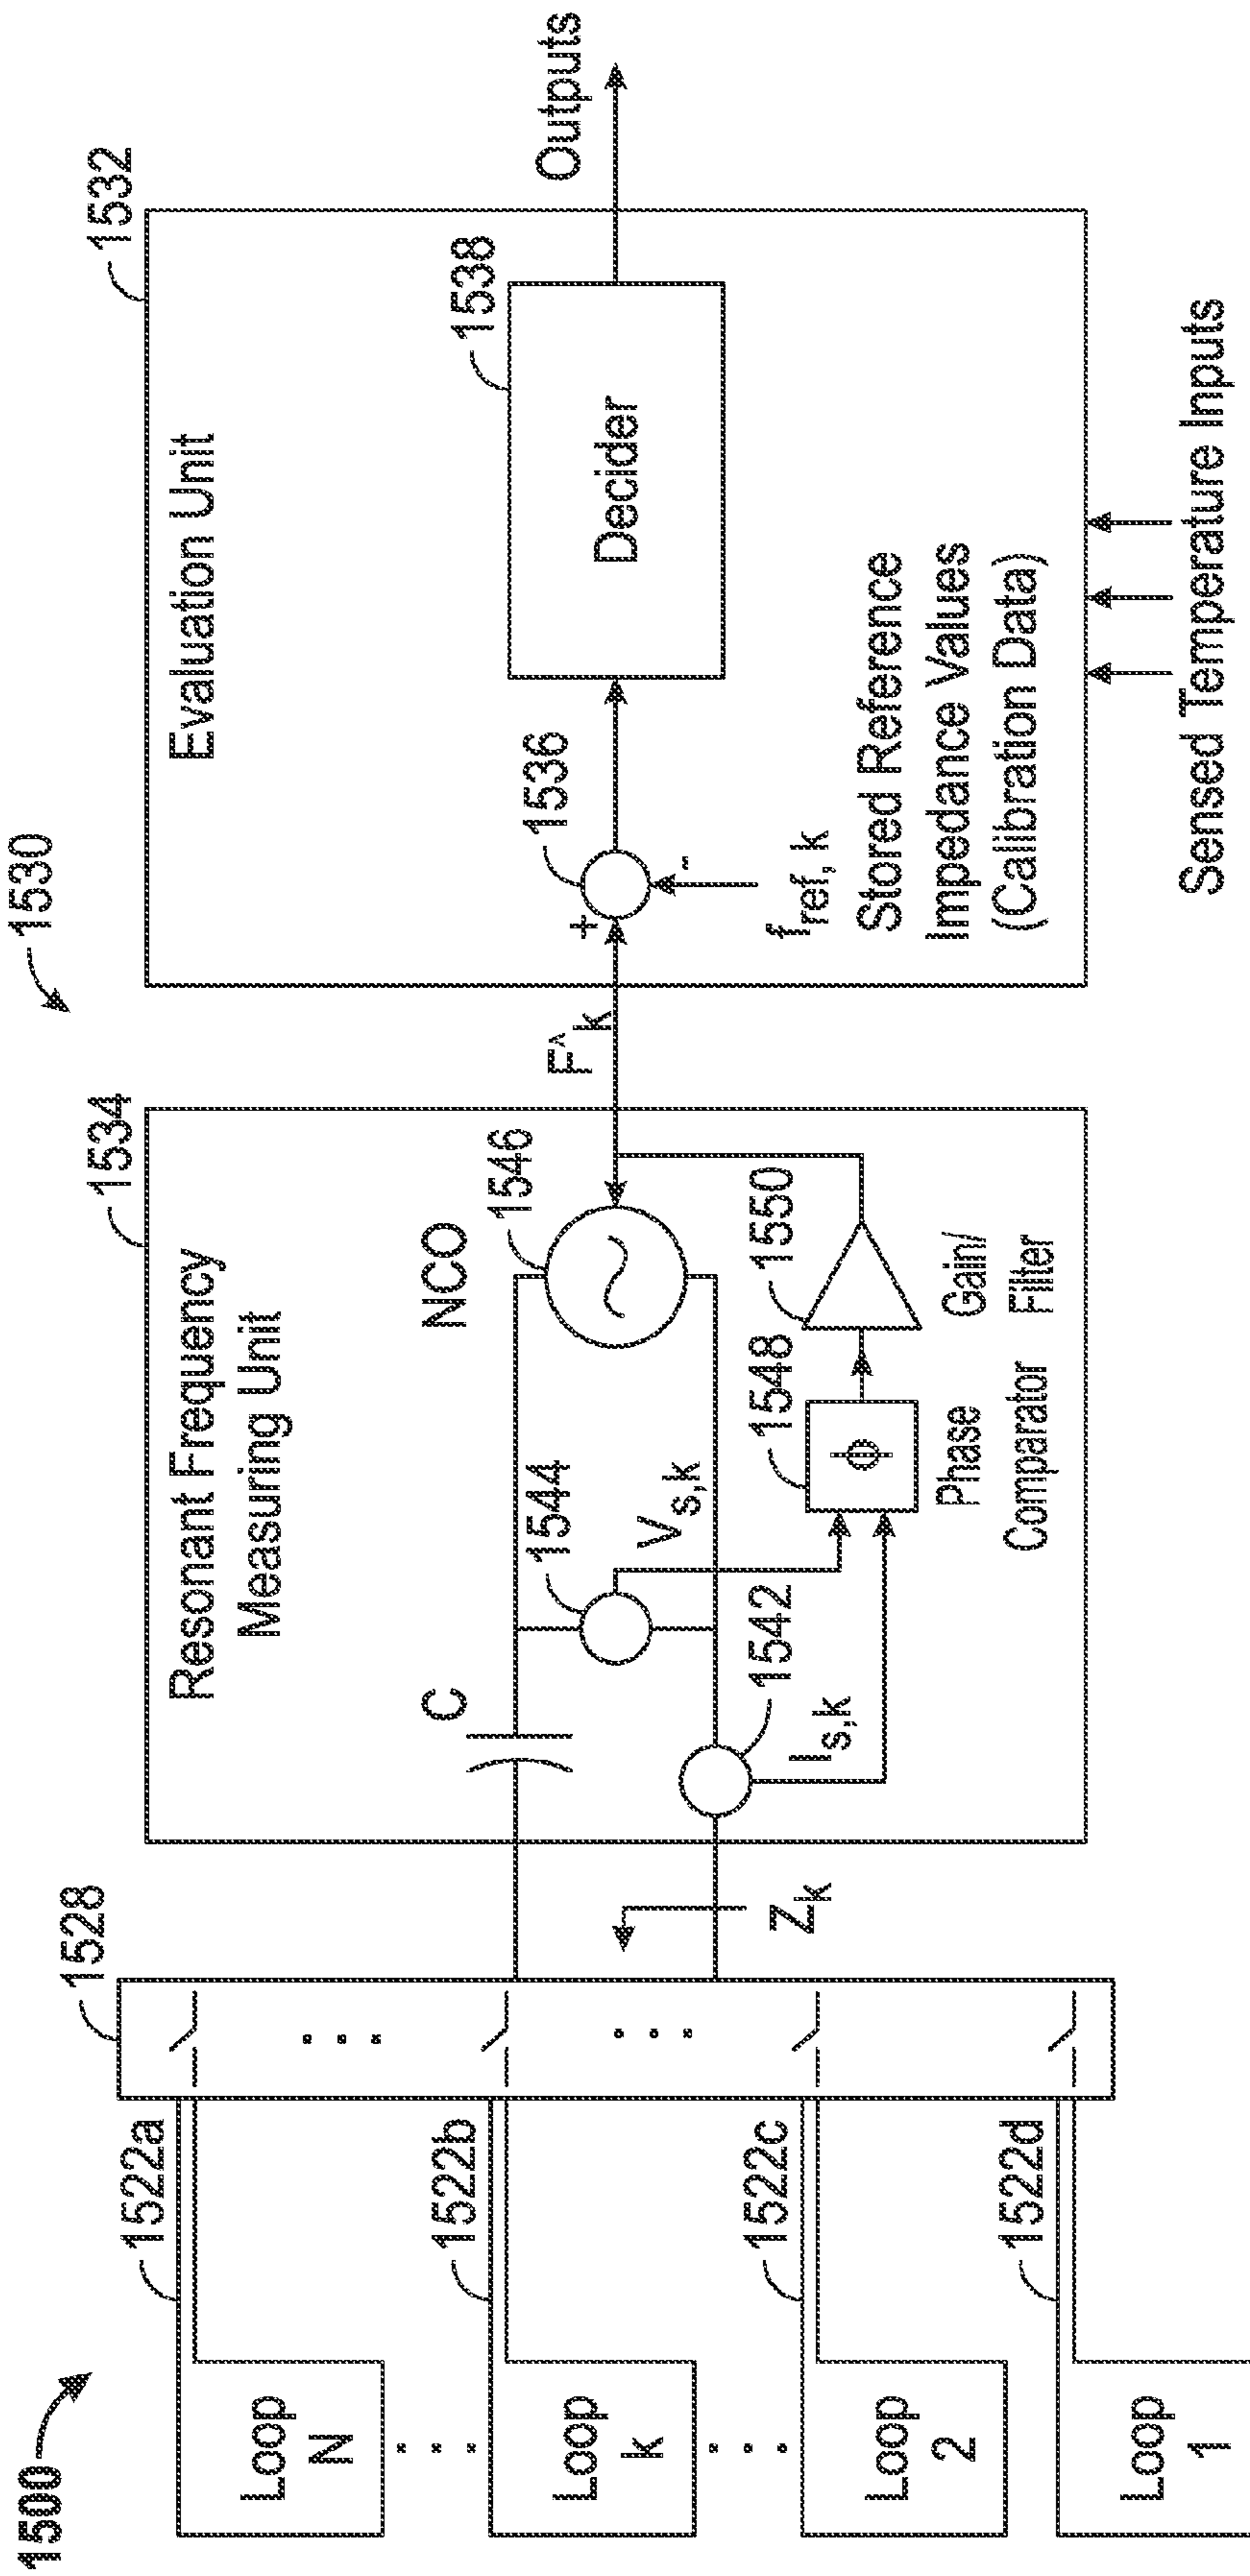 1500
1530
Loop
N
1522a
Loop
k
1522b
Loop
2
1522c
Loop
1
1522d
1528
Z_k
1534
Resonant Frequency
Measuring Unit
C
NCO
1546
1544
V_s,k
1542
I_s,k
1548
ϕ
Phase
Comparator
1550
Gain/
Filter
F^_k
1532
Evaluation Unit
1536
+
-
1538
Decider
f_ref, k
Stored Reference
Impedance Values
(Calibration Data)
Outputs
Sensed Temperature Inputs